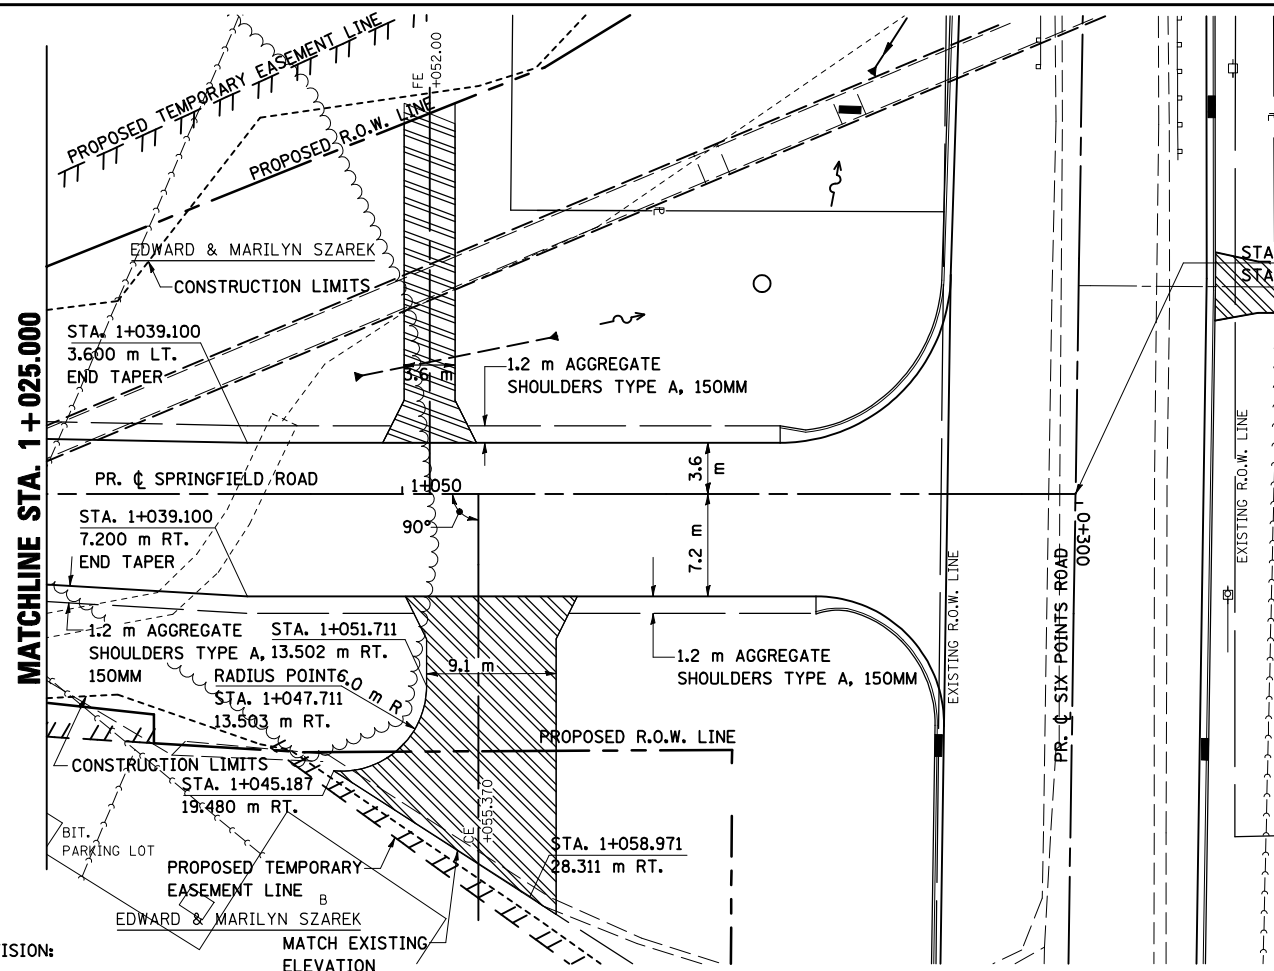 PROPOSED TEMPORARY EASEMENT LINE
FE
+052.00
PROPOSED R.O.W. LINE
EDWARD & MARILYN SZAREK
CONSTRUCTION LIMITS
STA
STA
STA. 1+039.100
3.600 m LT.
END TAPER
3.6 m
1.2 m AGGREGATE
SHOULDERS TYPE A, 150MM
MATCHLINE STA. 1+025.000
EXISTING R.O.W. LINE
PR. ℄ SPRINGFIELD ROAD
1+050
3.6 m
90°
STA. 1+039.100
7.200 m RT.
END TAPER
7.2 m
0+300
PR. ℄ SIX POINTS ROAD
EXISTING R.O.W. LINE
1.2 m AGGREGATE
SHOULDERS TYPE A,
150MM
STA. 1+051.711
13.502 m RT.
RADIUS POINT
STA. 1+047.711
13.503 m RT.
6.0 m R
9.1 m
1.2 m AGGREGATE
SHOULDERS TYPE A, 150MM
PROPOSED R.O.W. LINE
CONSTRUCTION LIMITS
STA. 1+045.187
19.480 m RT.
CE
+055.370
BIT.
PARKING LOT
STA. 1+058.971
28.311 m RT.
PROPOSED TEMPORARY
EASEMENT LINE
B
EDWARD & MARILYN SZAREK
MATCH EXISTING
ELEVATION
ISION: